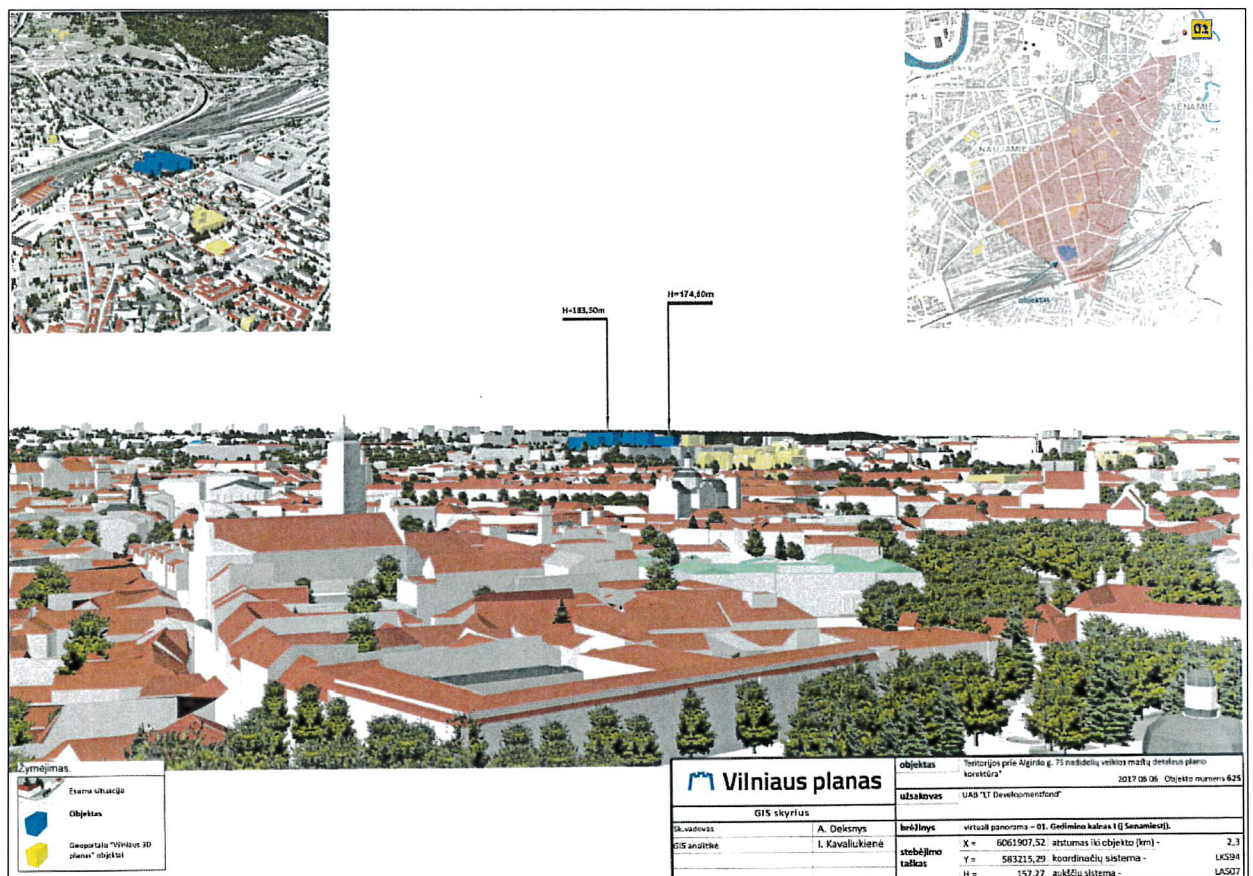 01
SENAMIES
NAUJAMIEST
objektas
H=183,50m
H=174,60m
Žymėjimas.
Esama situacija
Objektas
Geoportalo "Vilniaus 3D
planas" objektai
Vilniaus planas
GIS skyrius
Sk.vadovas A. Deksnys
GIS analitikė I. Kavaliukienė
objektas Teritorijos prie Algirdo g. 75 nedidelių veiklos mastų detalaus plano
korektūra"
2017 06 06 Objekto numeris 625
užsakovas UAB "LT Developmentfond"
brėžinys virtuali panorama – 01. Gedimino kalnas I (į Senamiestį).
stebėjimo
taškas
X = 6061907,52 atstumas iki objekto (km) - 2,3
Y = 583215,29 koordinačių sistema - LKS94
H = 157,27 aukščių sistema - LAS07